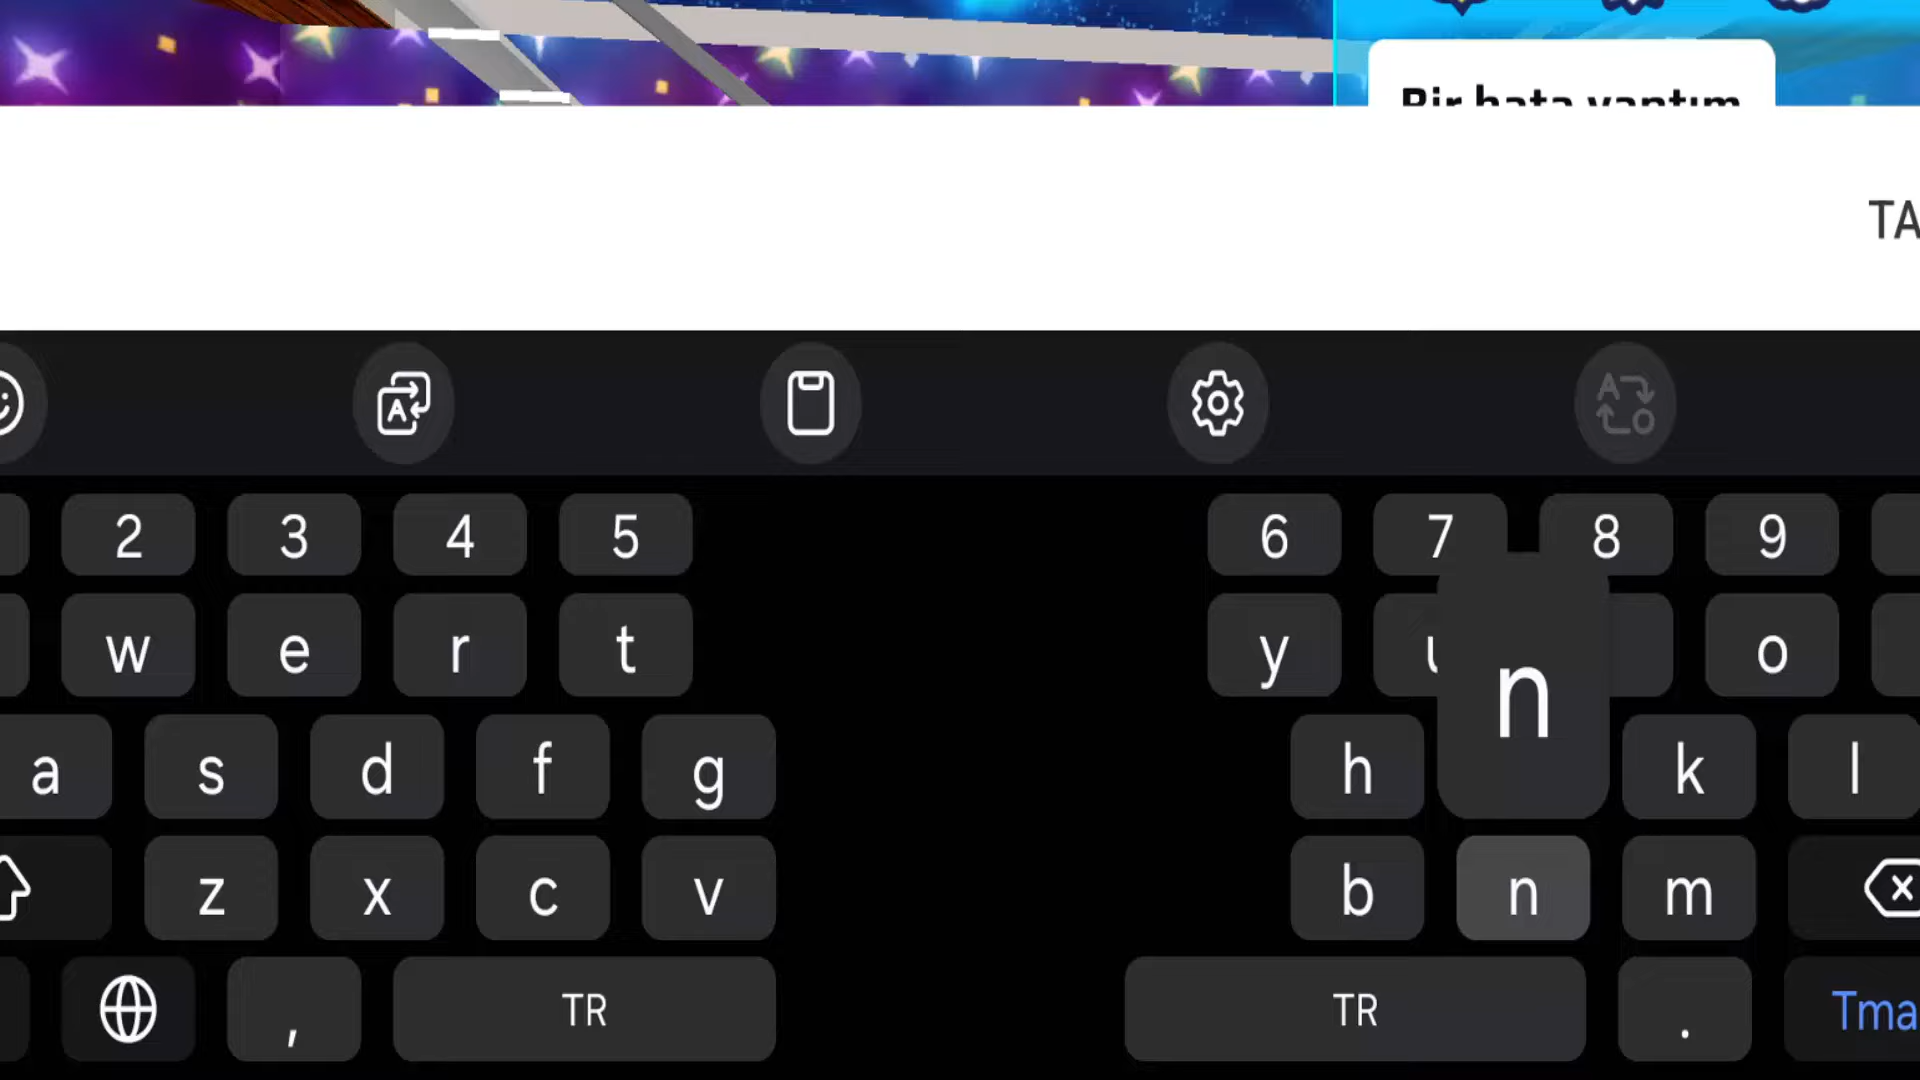 Bir hata yaptım
TA
2 3 4 5 6 7 8 9
w e r t y u o
a s d f g h n k l
z x c v b n m
, TR TR . Tma